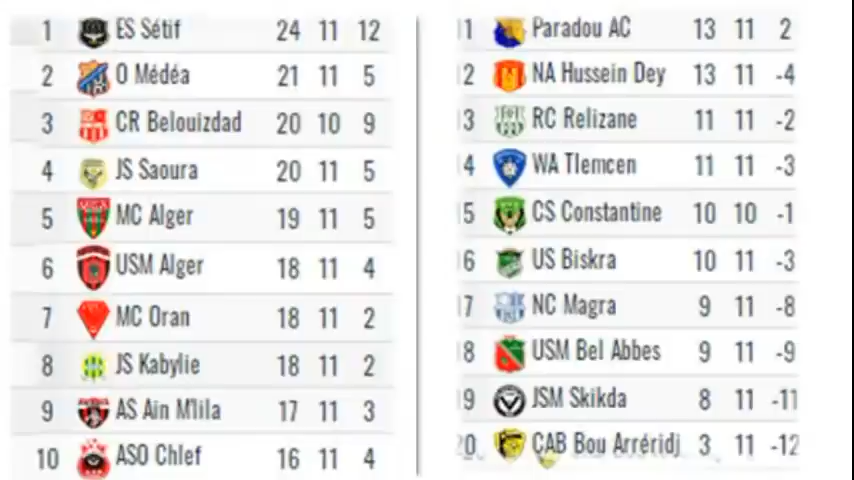 1 ES Sétif 24 11 12
2 O Médéa 21 11 5
3 CR Belouizdad 20 10 9
4 JS Saoura 20 11 5
5 MC Alger 19 11 5
6 USM Alger 18 11 4
7 MC Oran 18 11 2
8 JS Kabylie 18 11 2
9 AS Ain M'lila 17 11 3
10 ASO Chlef 16 11 4
11 Paradou AC 13 11 2
12 NA Hussein Dey 13 11 -4
13 RC Relizane 11 11 -2
14 WA Tlemcen 11 11 -3
15 CS Constantine 10 10 -1
16 US Biskra 10 11 -3
17 NC Magra 9 11 -8
18 USM Bel Abbes 9 11 -9
19 JSM Skikda 8 11 -11
20 CAB Bou Arréridj 3 11 -12